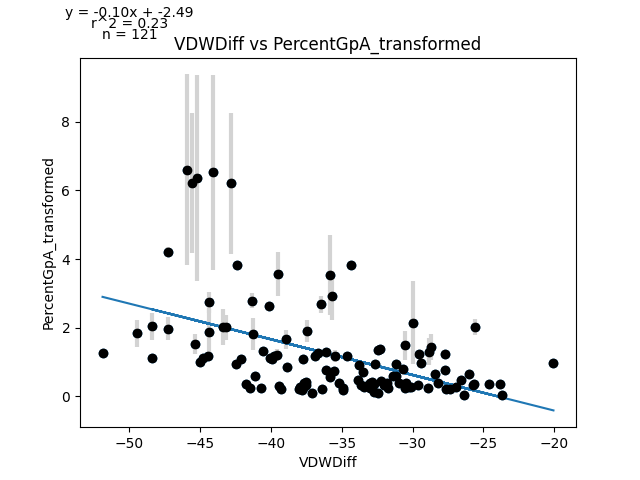 y = -0.10x + -2.49
r^2 = 0.23
n = 121
VDWDiff vs PercentGpA_transformed
PercentGpA_transformed
8
6
4
2
0
−50
−45
−40
−35
−30
−25
−20
VDWDiff